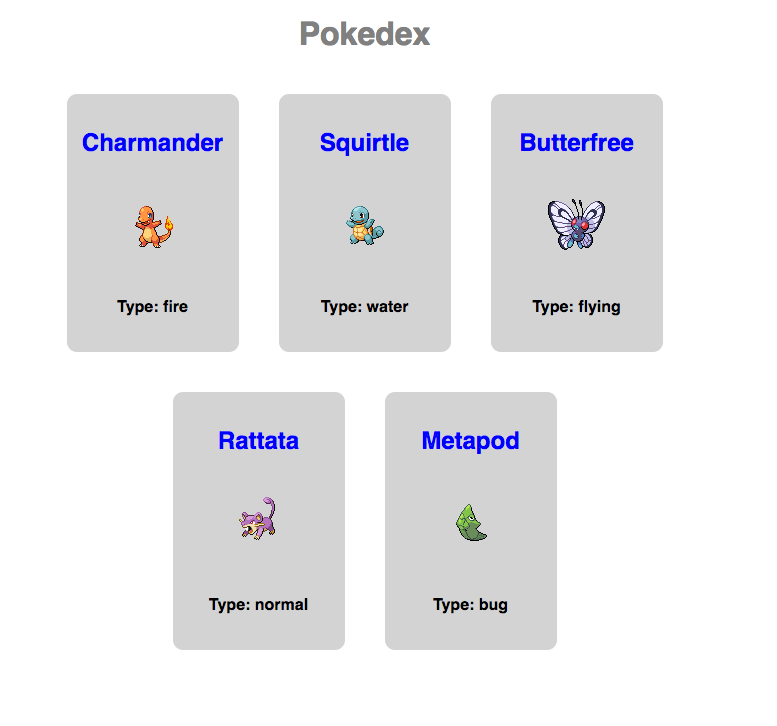 Pokedex
Charmander
Type: fire
Squirtle
Type: water
Butterfree
Type: flying
Rattata
Type: normal
Metapod
Type: bug